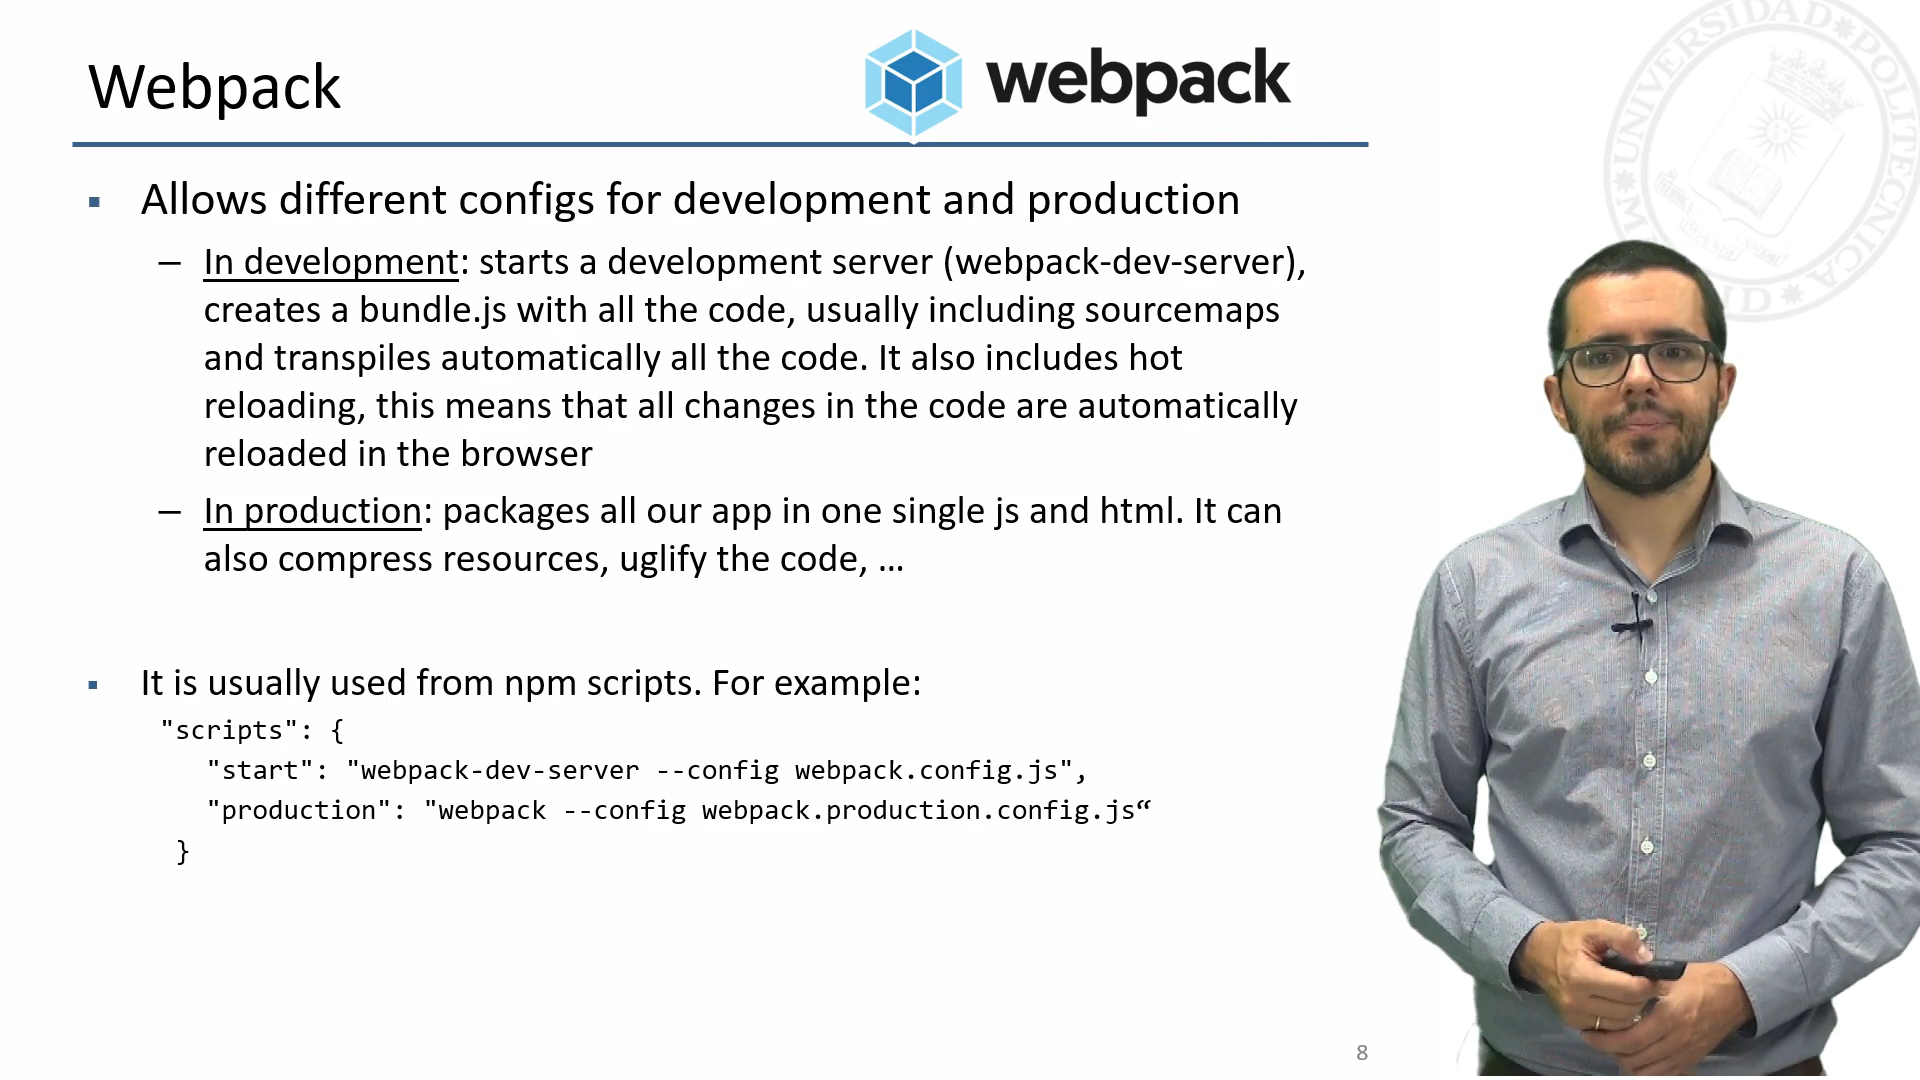 Webpack
webpack
Allows different configs for development and production
– In development: starts a development server (webpack-dev-server),
creates a bundle.js with all the code, usually including sourcemaps
and transpiles automatically all the code. It also includes hot
reloading, this means that all changes in the code are automatically
reloaded in the browser
– In production: packages all our app in one single js and html. It can
also compress resources, uglify the code, …
It is usually used from npm scripts. For example:
"scripts": {
"start": "webpack-dev-server --config webpack.config.js",
"production": "webpack --config webpack.production.config.js“
}
8
UNIVERSIDAD POLITECNICA